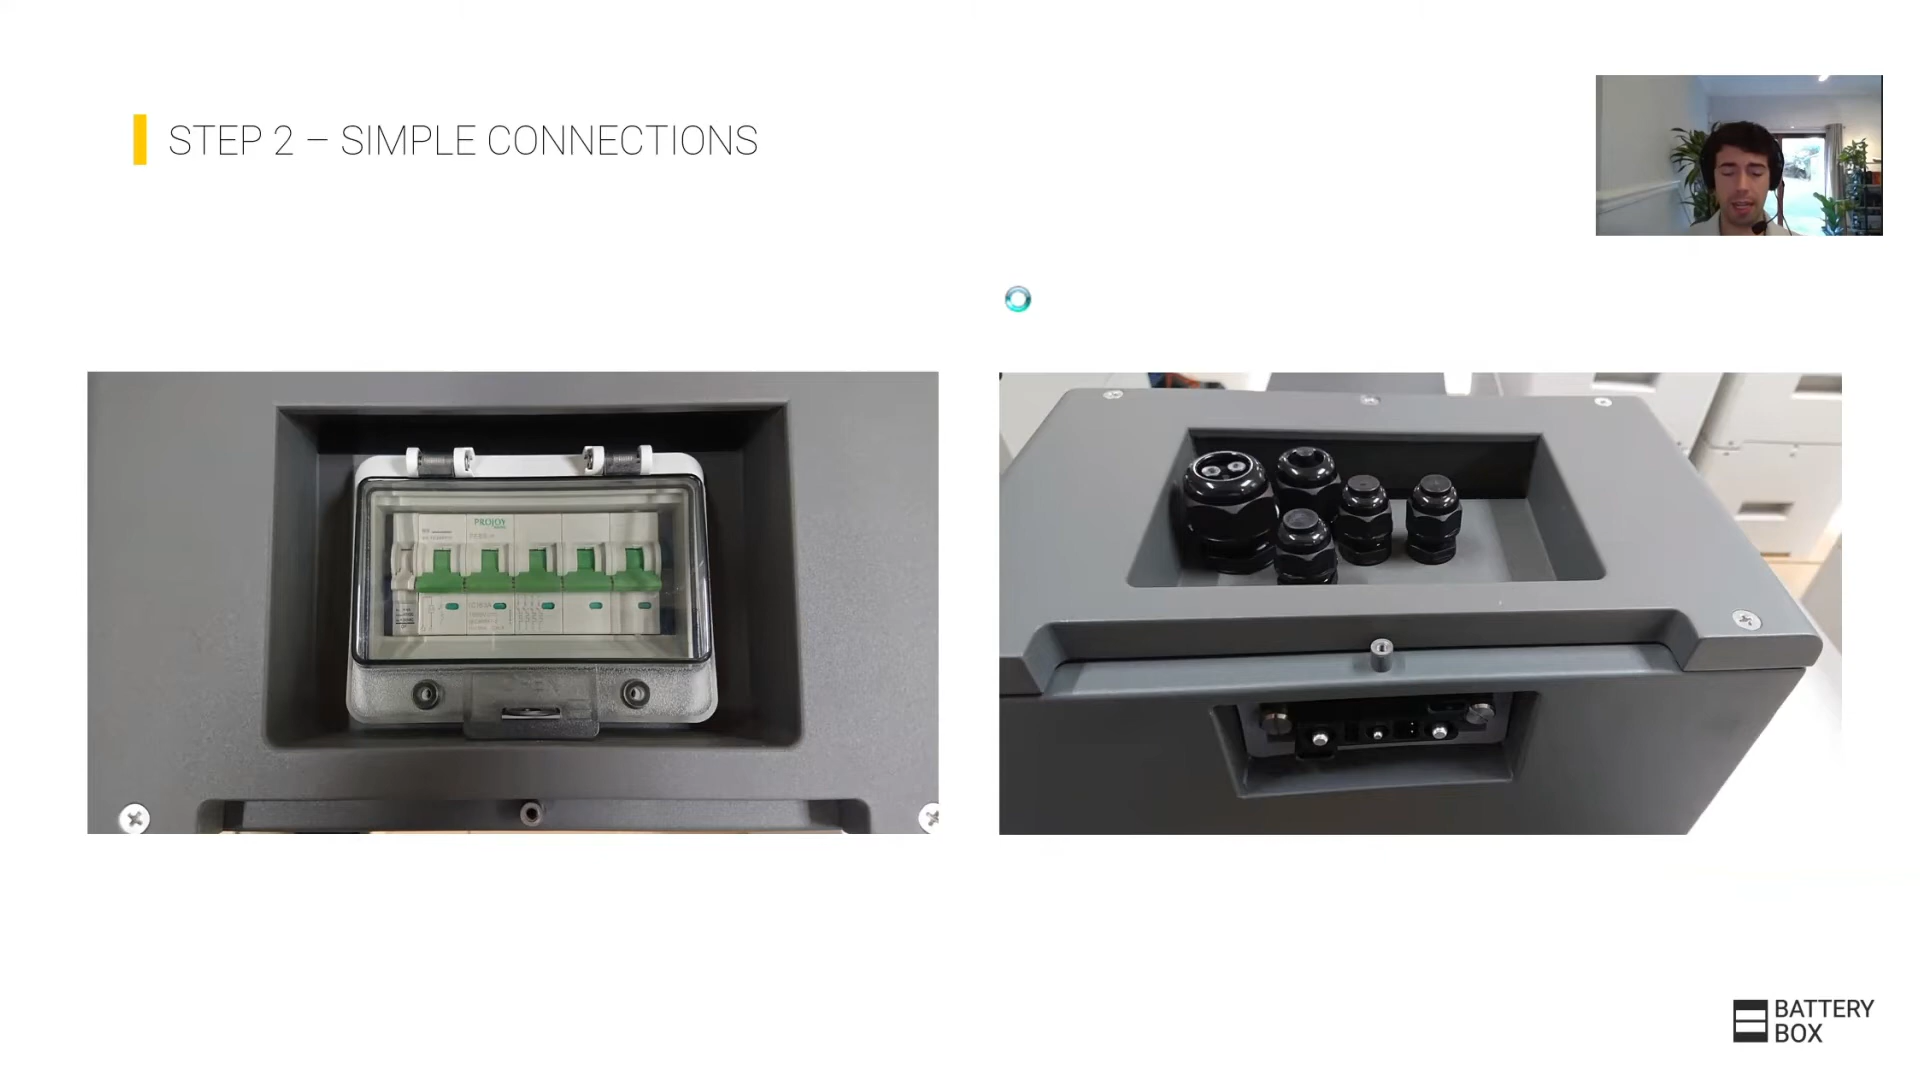 STEP 2 – SIMPLE CONNECTIONS
PROJOY
BATTERY
BOX